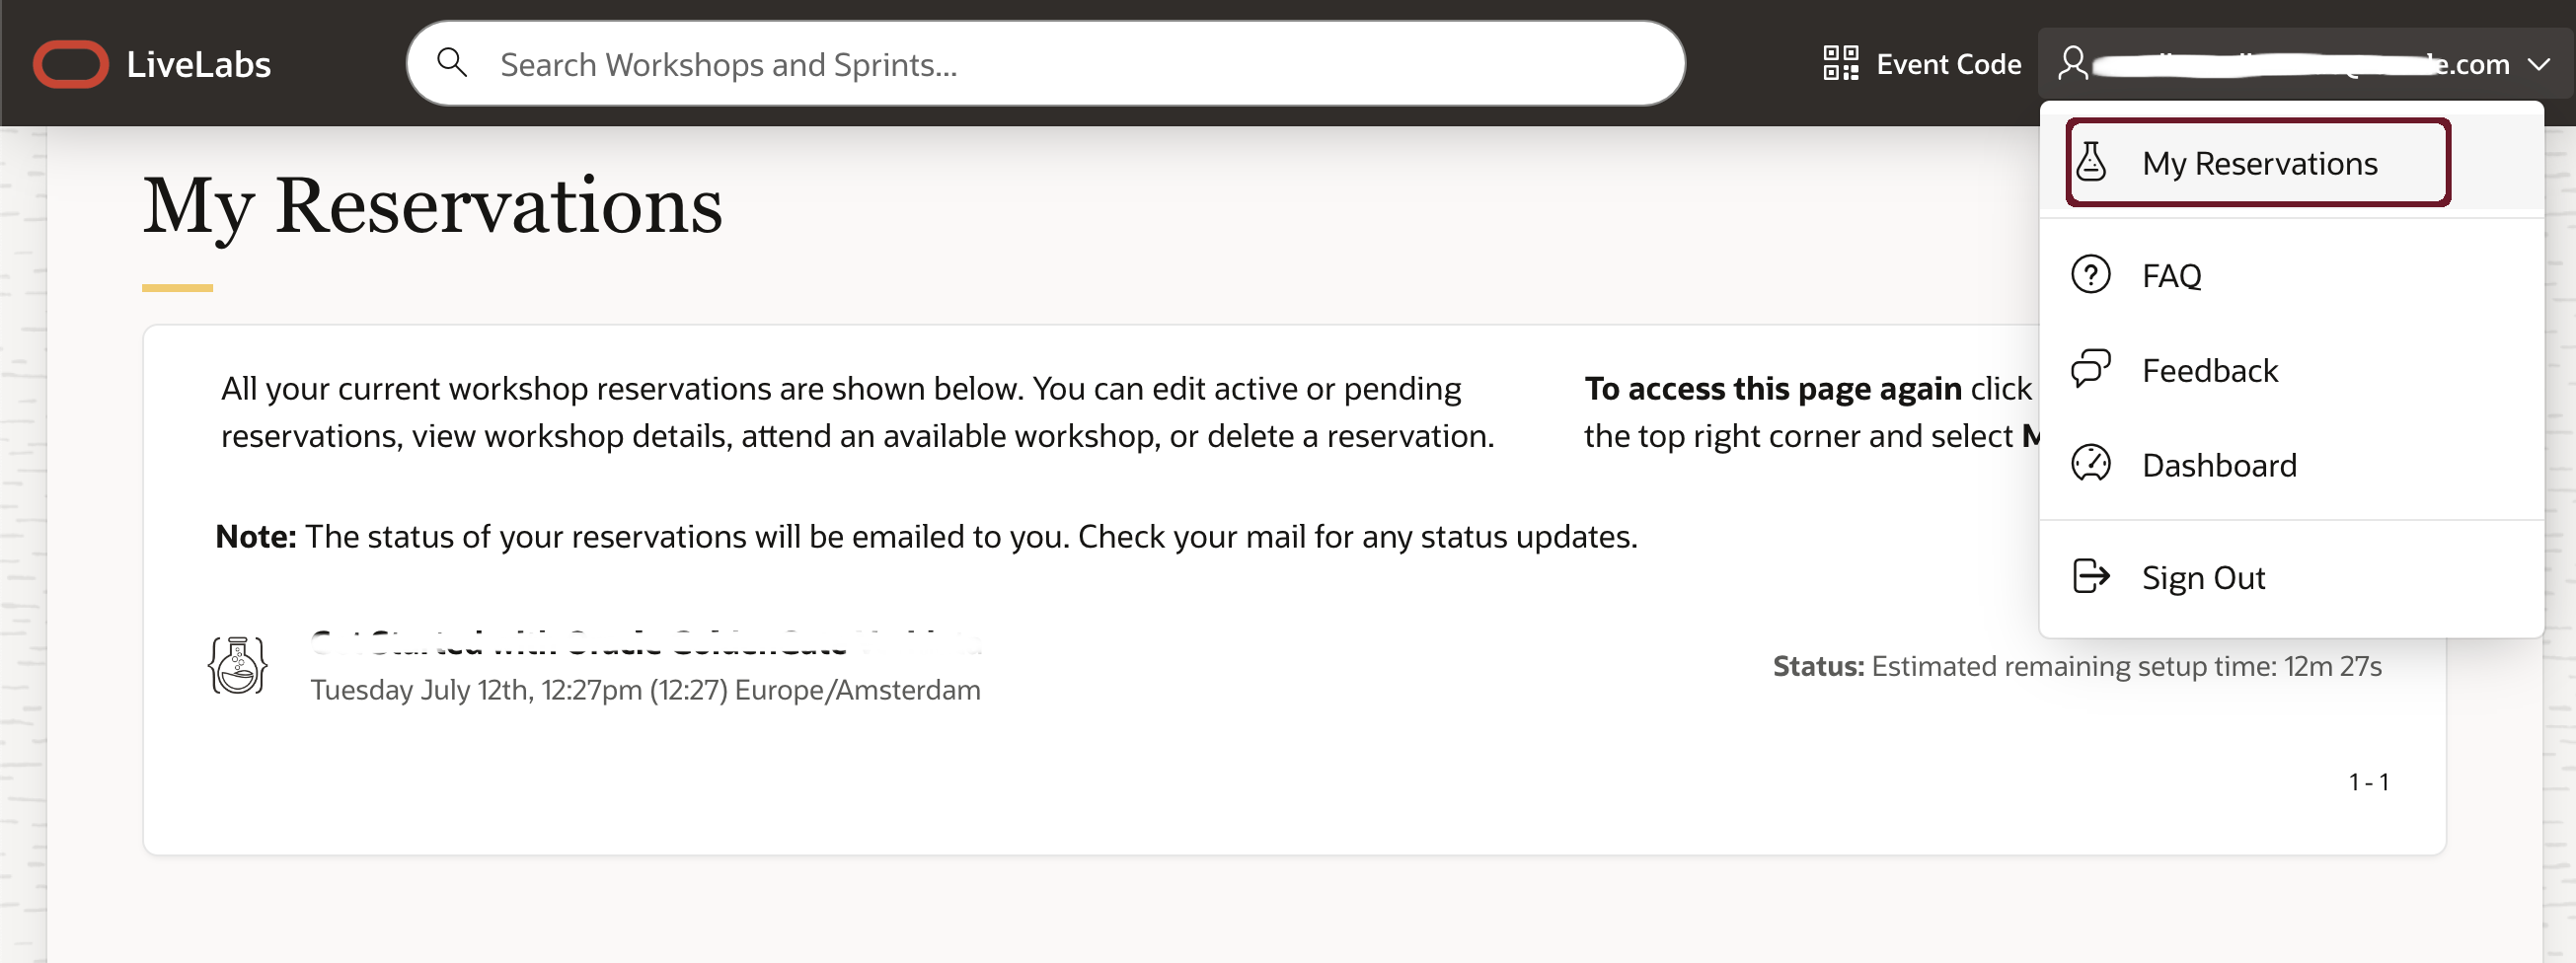 LiveLabs
Search Workshops and Sprints...
Event Code
e.com
My Reservations
FAQ
Feedback
Dashboard
Sign Out
My Reservations
All your current workshop reservations are shown below. You can edit active or pending
reservations, view workshop details, attend an available workshop, or delete a reservation.
To access this page again click
the top right corner and select
Note: The status of your reservations will be emailed to you. Check your mail for any status updates.
Started with Oracle GoldenGate
Tuesday July 12th, 12:27pm (12:27) Europe/Amsterdam
Status: Estimated remaining setup time: 12m 27s
1 - 1